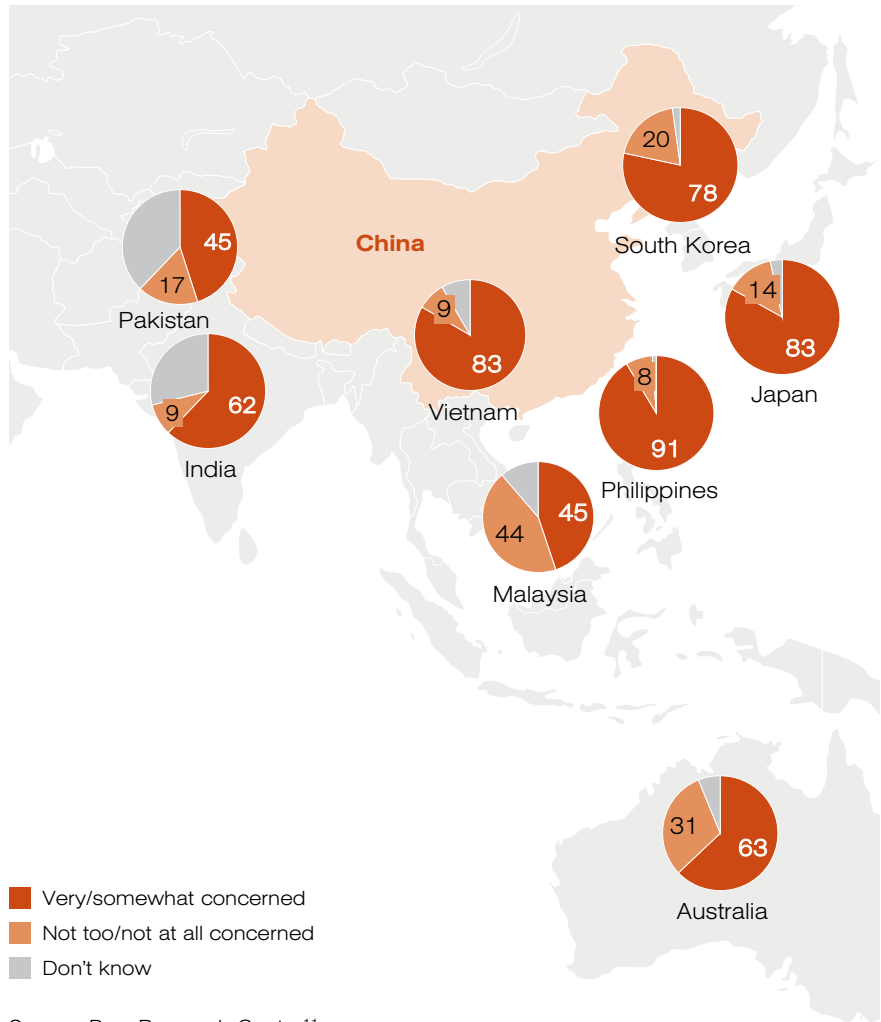 20
78
South Korea
China
45
17
Pakistan
9
83
Vietnam
14
83
Japan
62
9
India
8
91
Philippines
45
44
Malaysia
31
63
Australia
Very/somewhat concerned
Not too/not at all concerned
Don't know